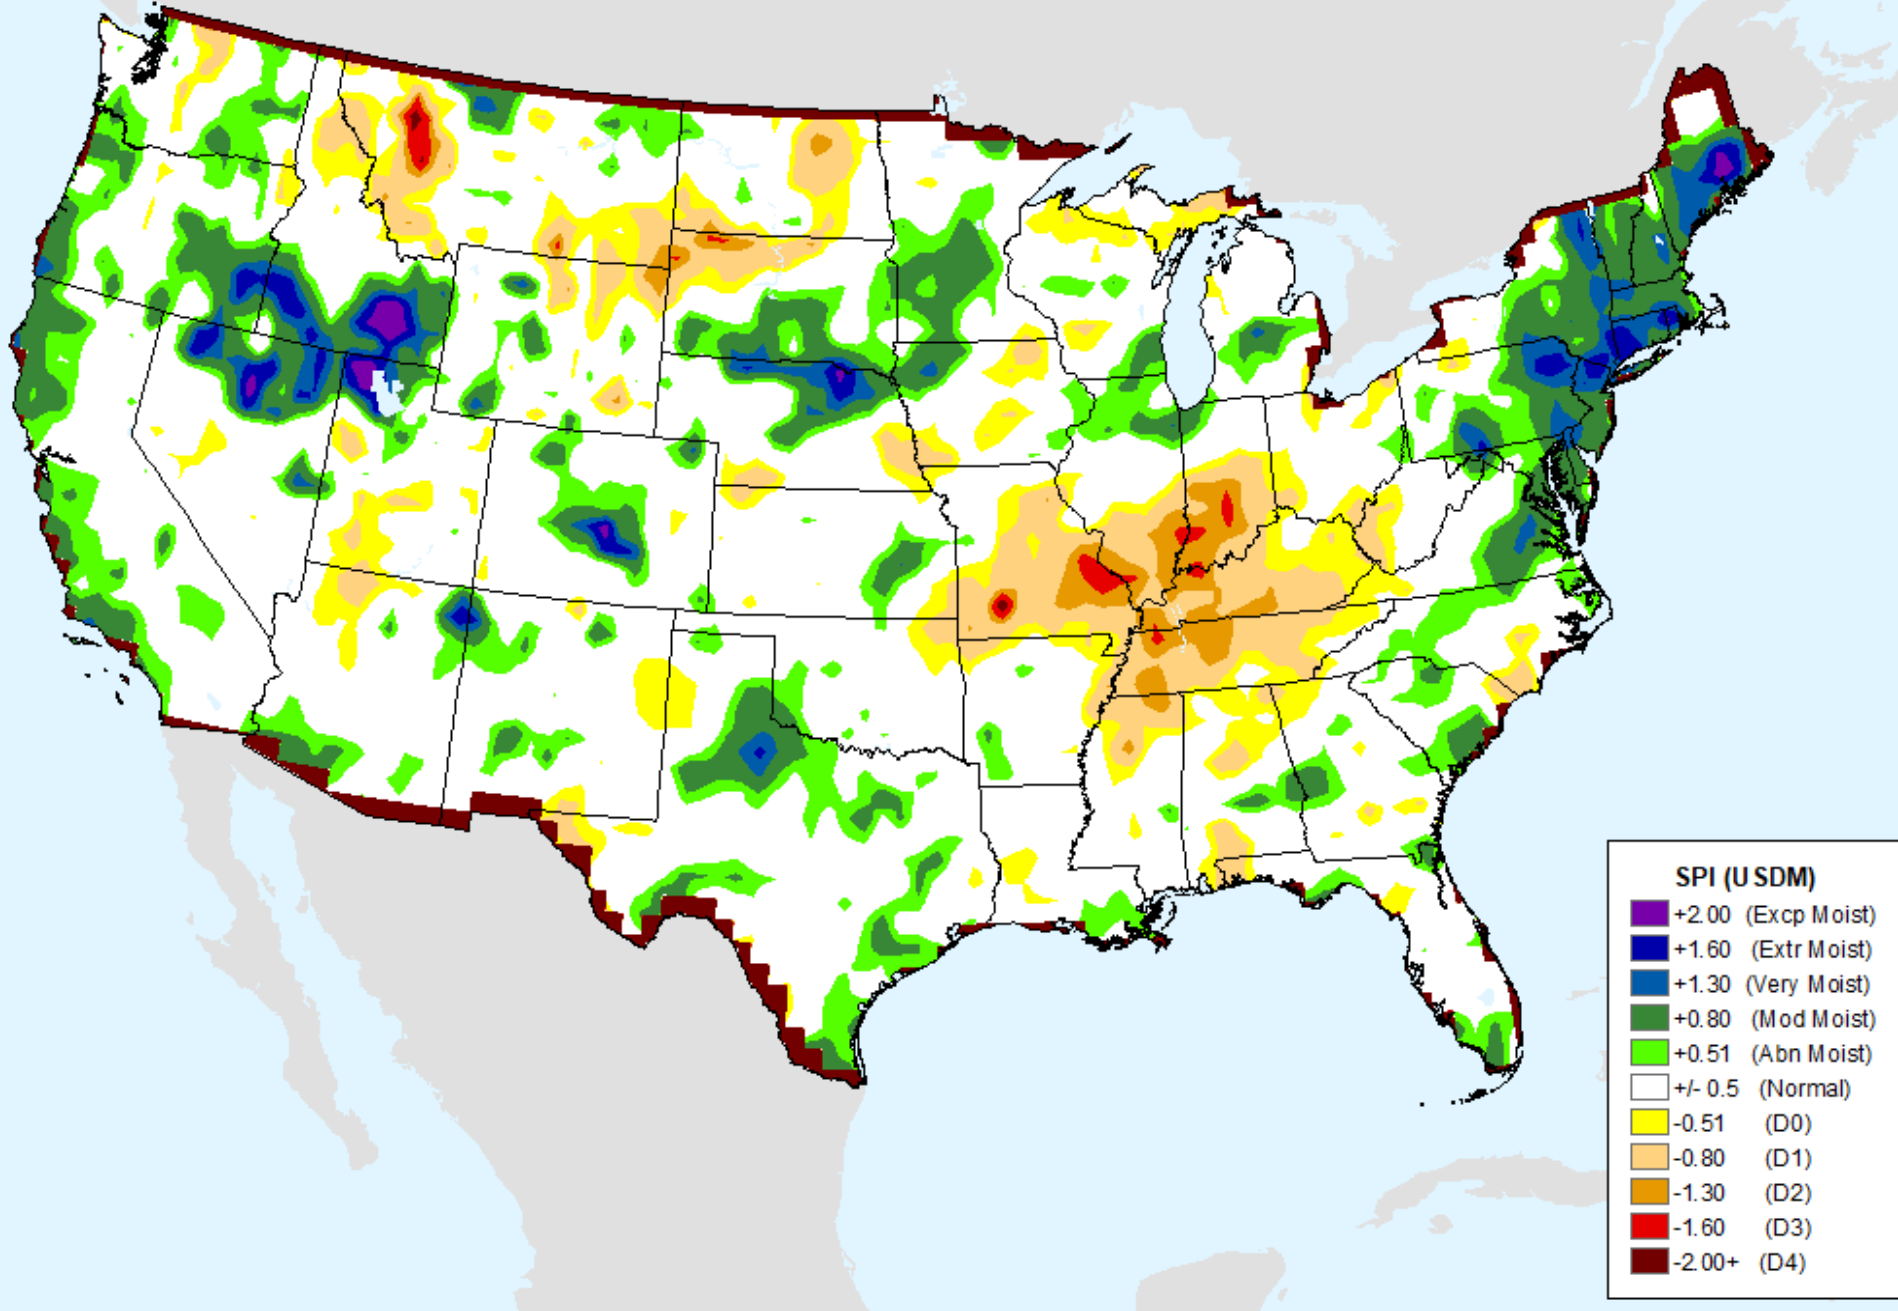 SPI (USDM)
+2.00 (Excp Moist)
+1.60 (Extr Moist)
+1.30 (Very Moist)
+0.80 (Mod Moist)
+0.51 (Abn Moist)
+/- 0.5 (Normal)
-0.51 (D0)
-0.80 (D1)
-1.30 (D2)
-1.60 (D3)
-2.00+ (D4)